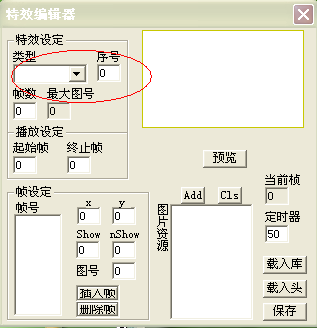 特效编辑器
特效设定
类型 序号
0
帧数 最大图号
0 0
播放设定
起始帧 终止帧
0 0
预览
帧设定
帧号
x y
0 0
Show nShow
0 0
图号 0
插入帧
删除帧
图片资源
Add Cls
当前帧
0
定时器
50
载入库
载入头
保存